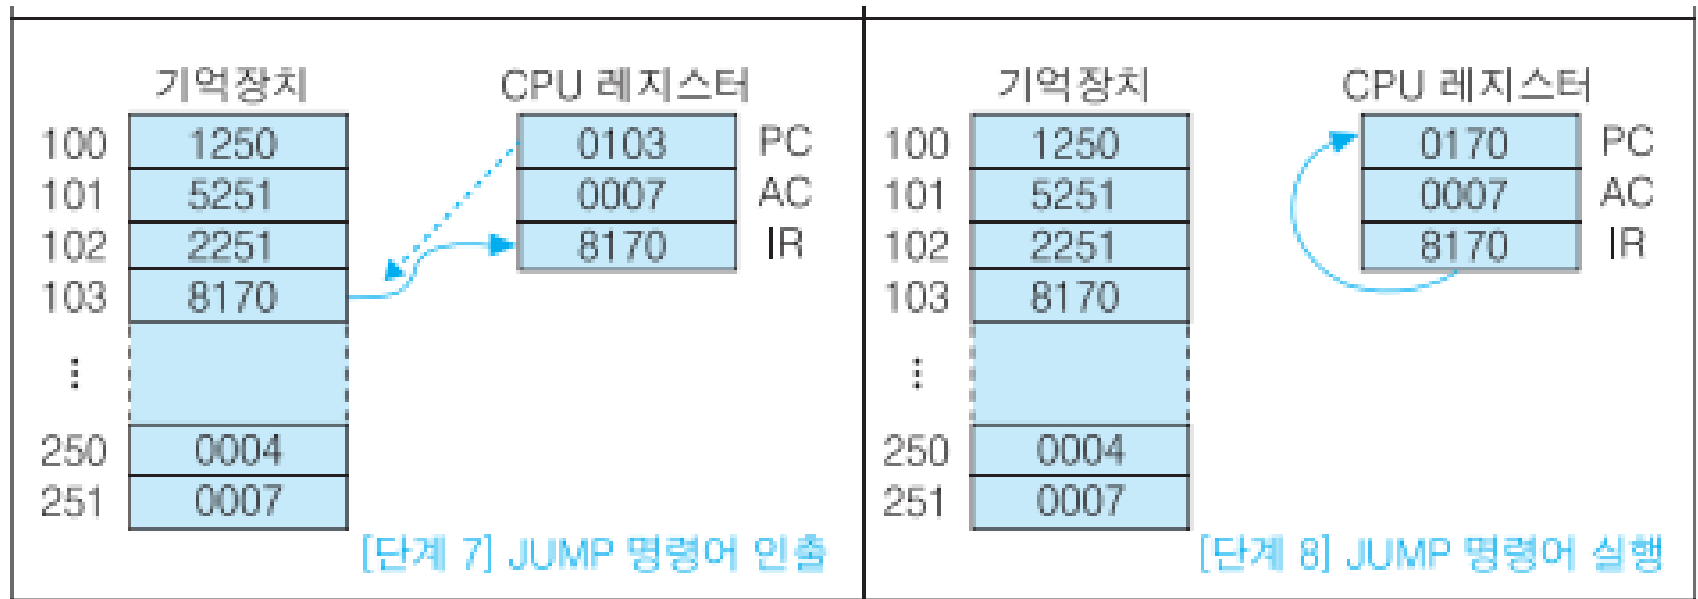 기억장치 CPU 레지스터
100 1250 0103 PC
101 5251 0007 AC
102 2251 8170 IR
103 8170
⋮
250 0004
251 0007
[단계 7] JUMP 명령어 인출
기억장치 CPU 레지스터
100 1250 0170 PC
101 5251 0007 AC
102 2251 8170 IR
103 8170
⋮
250 0004
251 0007
[단계 8] JUMP 명령어 실행